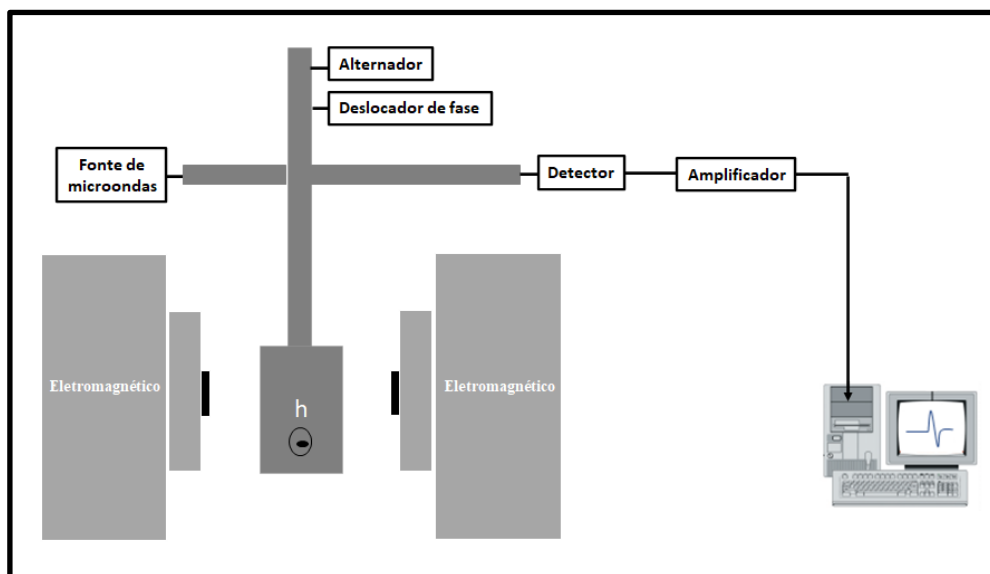 Alternador
Deslocador de fase
Fonte de
microondas
Detector
Amplificador
Eletromagnético
Eletromagnético
h